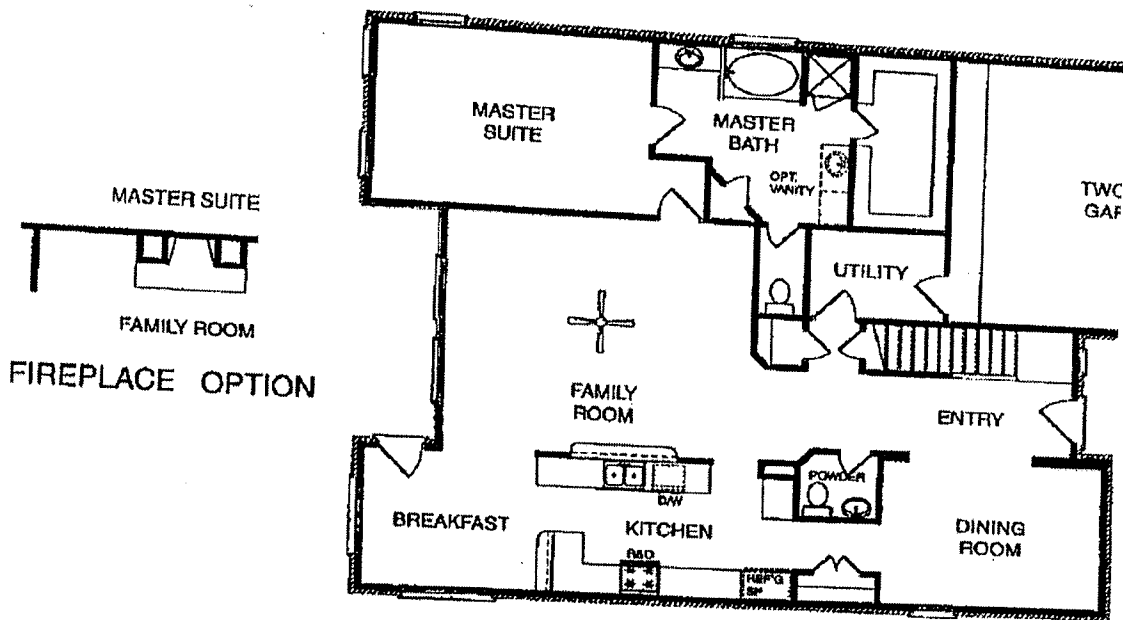 MASTER SUITE
FAMILY ROOM
FIREPLACE OPTION
MASTER
SUITE
MASTER
BATH
OPT.
VANITY
TWO
GAR
UTILITY
FAMILY
ROOM
ENTRY
POWDER
D/W
BREAKFAST
KITCHEN
DINING
ROOM
R&O
REF'G
SP